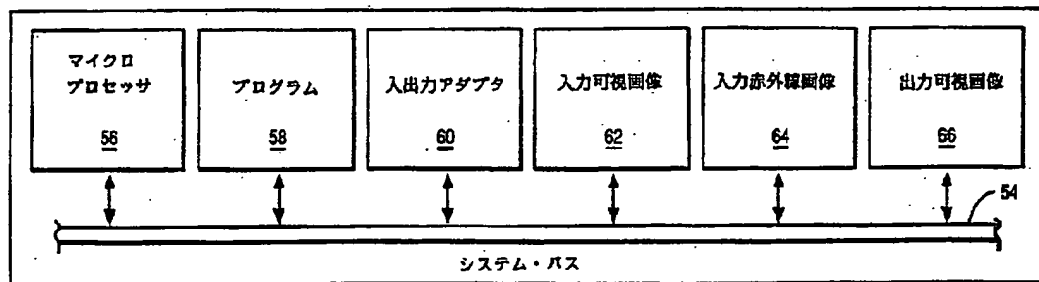 マイクロ
プロセッサ
56
プログラム
58
入出力アダプタ
60
入力可視画像
62
入力赤外線画像
64
出力可視画像
66
54
システム・バス